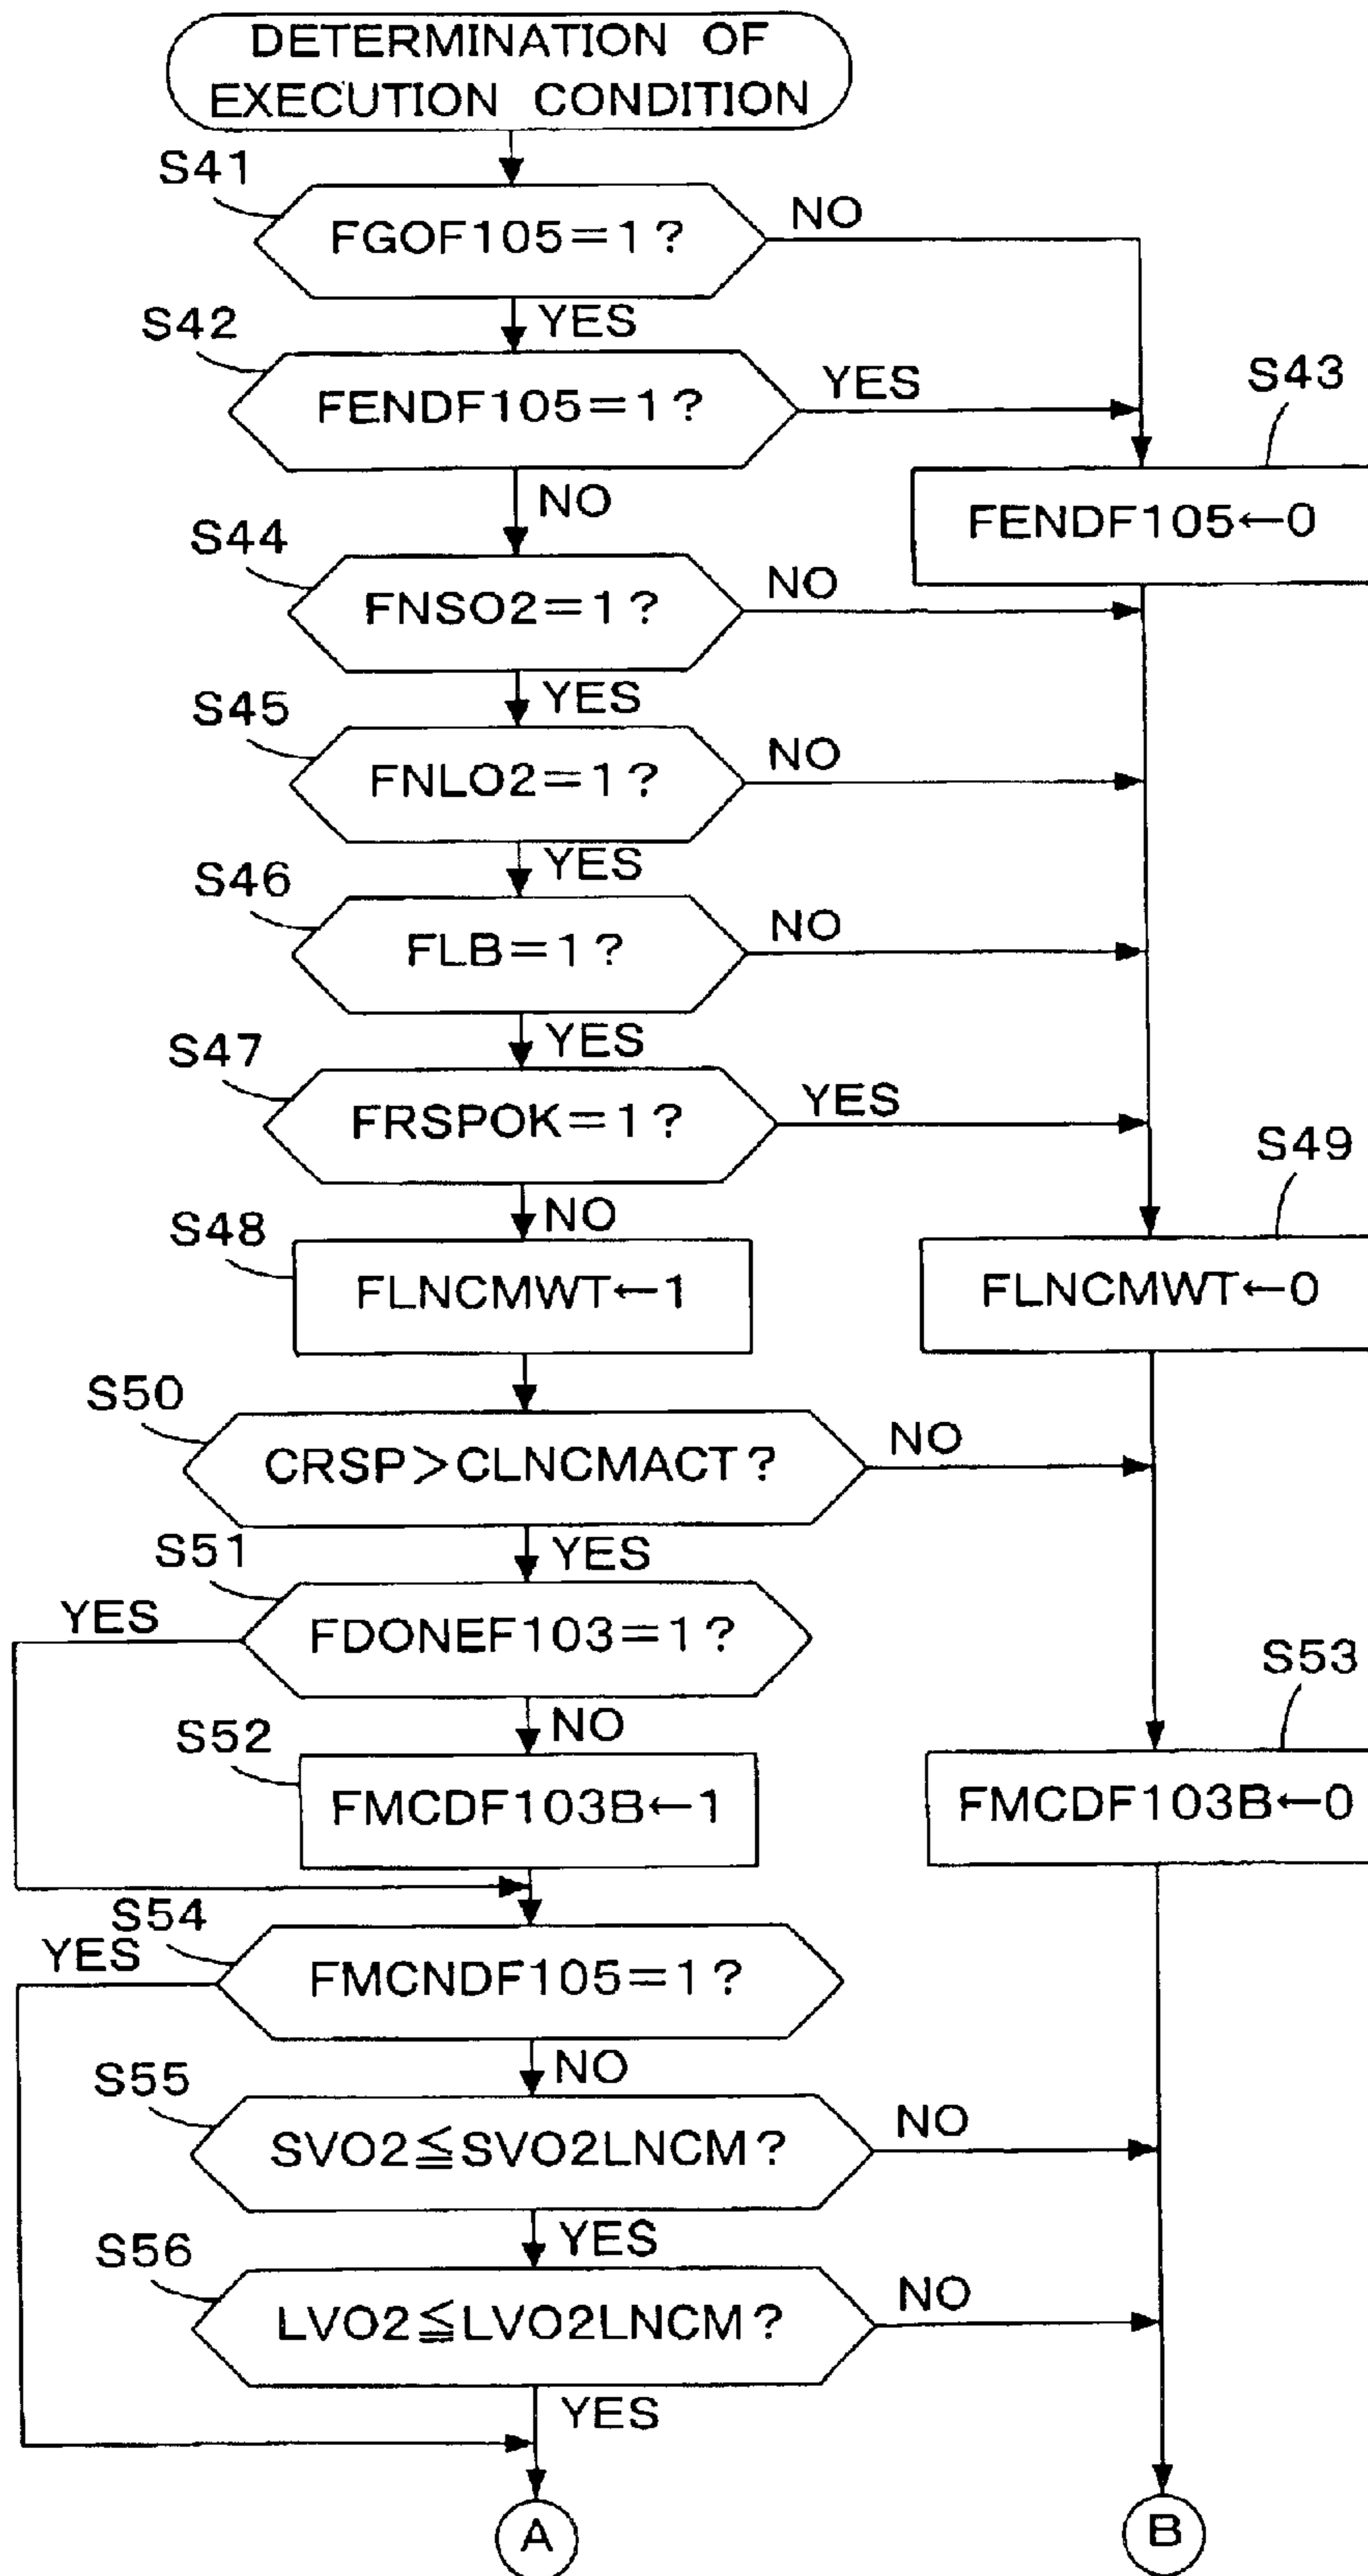 DETERMINATION OF
EXECUTION CONDITION
S41
FGOF105=1?
NO
YES
S42
FENDF105=1?
YES
S43
FENDF105←0
NO
S44
FNSO2=1?
NO
YES
S45
FNLO2=1?
NO
YES
S46
FLB=1?
NO
YES
S47
FRSPOK=1?
YES
NO
S48
FLNCMWT←1
S49
FLNCMWT←0
S50
CRSP>CLNCMACT?
NO
YES
S51
YES
FDONEF103=1?
NO
S52
FMCDF103B←1
S53
FMCDF103B←0
S54
YES
FMCNDF105=1?
NO
S55
SVO2≦SVO2LNCM?
NO
YES
S56
LVO2≦LVO2LNCM?
NO
YES
A
B